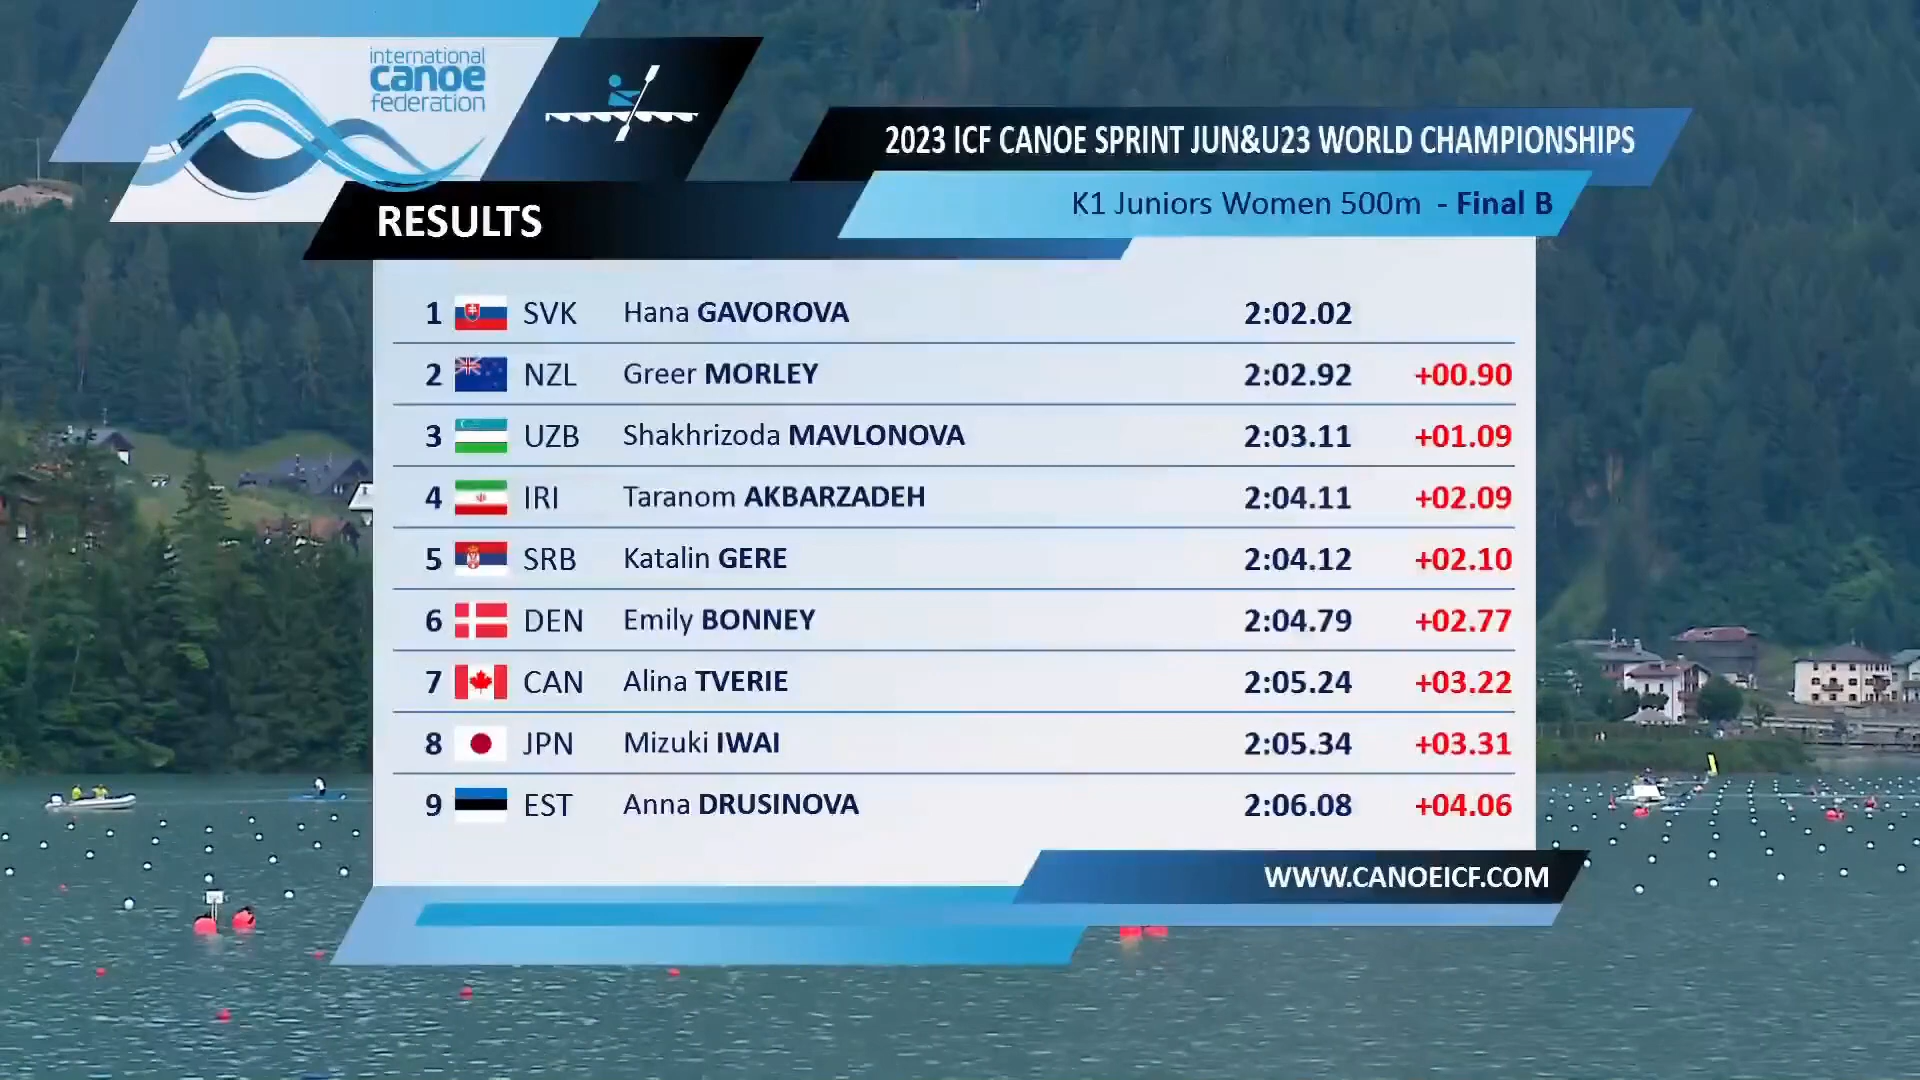 international
canoe
federation
2023 ICF CANOE SPRINT JUN&U23 WORLD CHAMPIONSHIPS
K1 Juniors Women 500m - Final B
RESULTS
1 SVK Hana GAVOROVA 2:02.02
2 NZL Greer MORLEY 2:02.92 +00.90
3 UZB Shakhrizoda MAVLONOVA 2:03.11 +01.09
4 IRI Taranom AKBARZADEH 2:04.11 +02.09
5 SRB Katalin GERE 2:04.12 +02.10
6 DEN Emily BONNEY 2:04.79 +02.77
7 CAN Alina TVERIE 2:05.24 +03.22
8 JPN Mizuki IWAI 2:05.34 +03.31
9 EST Anna DRUSINOVA 2:06.08 +04.06
WWW.CANOEICF.COM